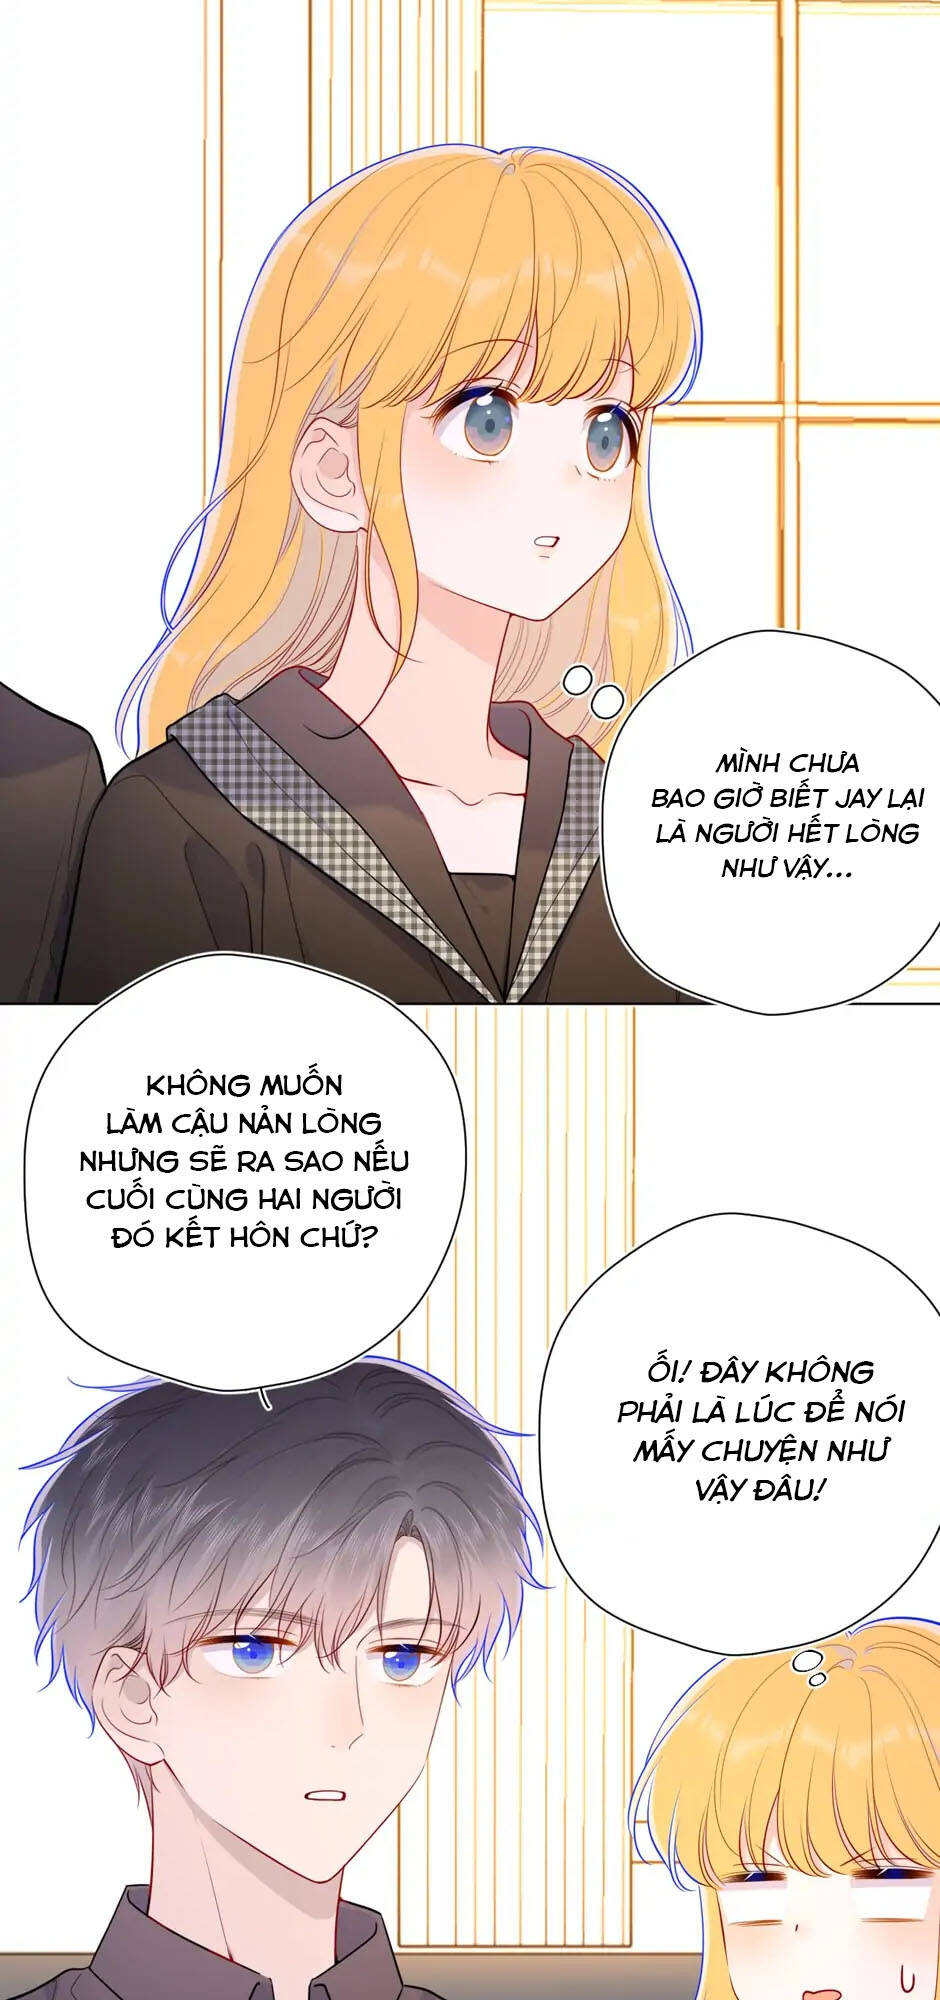 MÌNH CHƯA
BAO GIỜ BIẾT JAY LẠI
LÀ NGƯỜI HẾT LÒNG
NHƯ VẬY...
KHÔNG MUỐN
LÀM CẬU NẢN LÒNG
NHƯNG SẼ RA SAO NẾU
CUỐI CÙNG HAI NGƯỜI
ĐÓ KẾT HÔN CHỨ?
ỐI! ĐÂY KHÔNG
PHẢI LÀ LÚC ĐỂ NÓI
MẤY CHUYỆN NHƯ
VẬY ĐÂU!